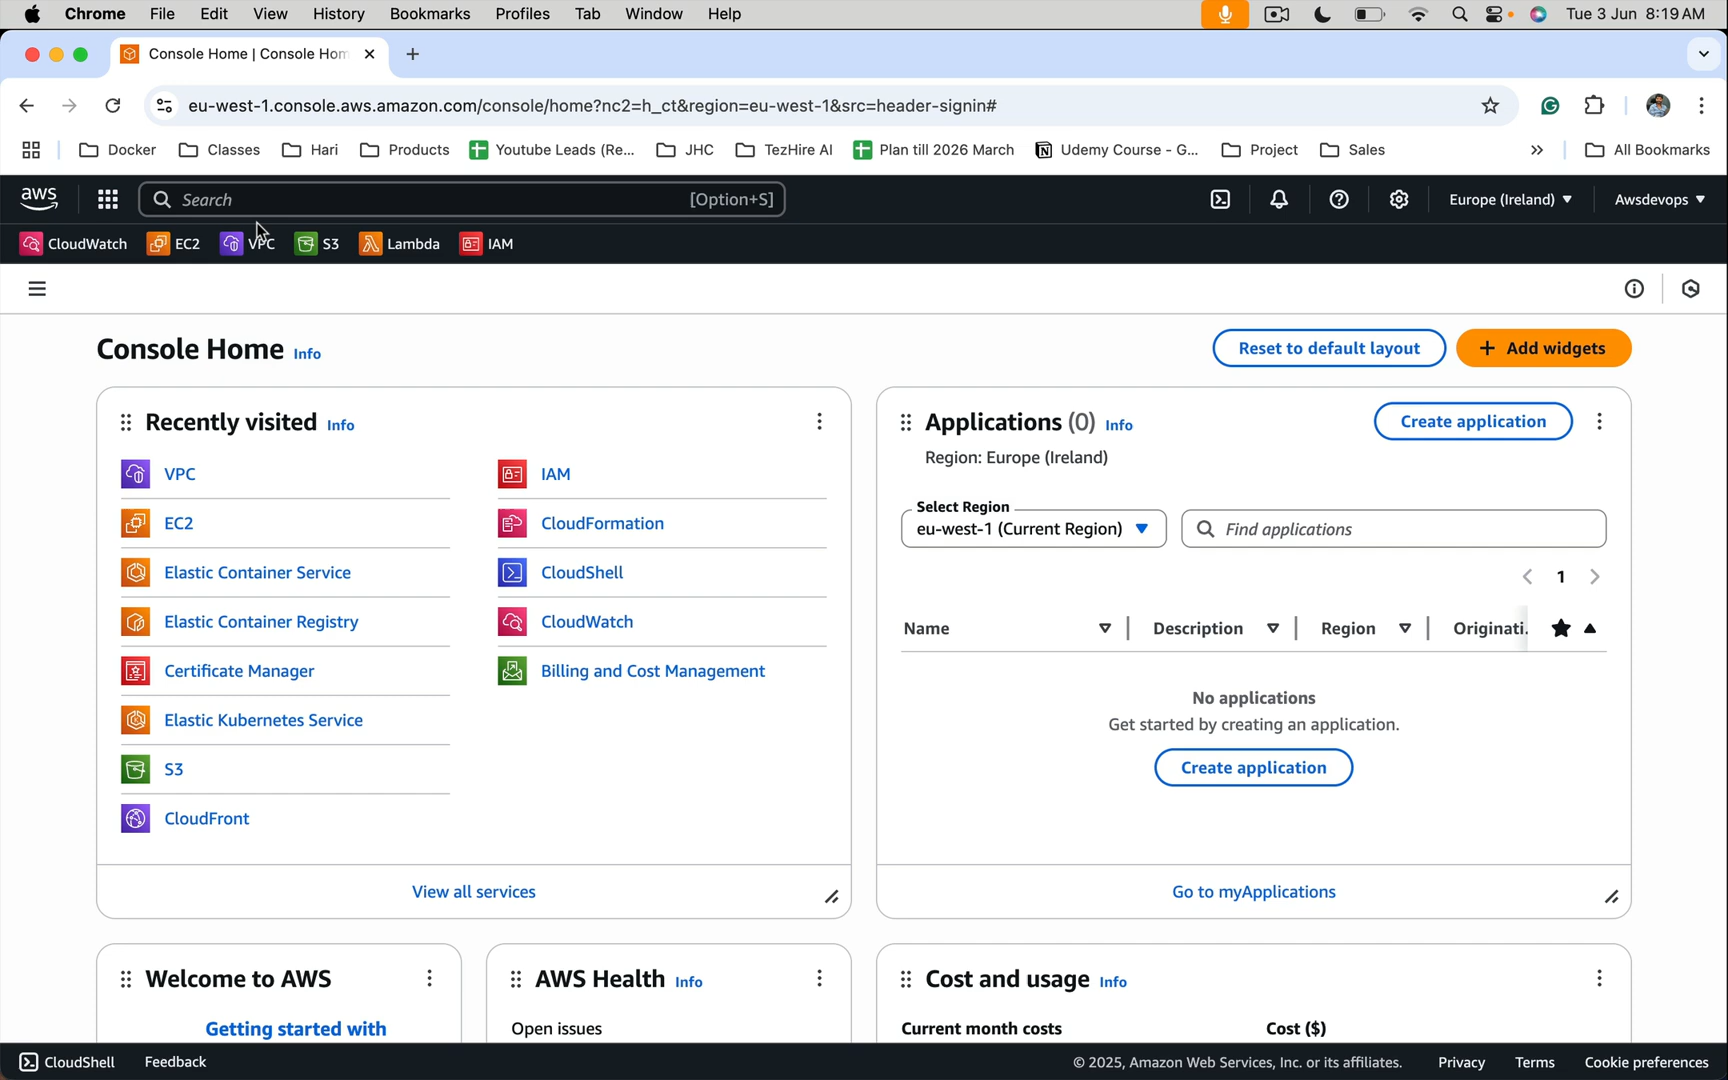 Chrome File Edit View History Bookmarks Profiles Tab Window Help Tue 3 Jun 8:19 AM
Console Home | Console Hom
eu-west-1.console.aws.amazon.com/console/home?nc2=h_ct&region=eu-west-1&src=header-signin#
Docker Classes Hari Products Youtube Leads (Re... JHC TezHire AI Plan till 2026 March Udemy Course - G... Project Sales All Bookmarks
aws Search [Option+S] Europe (Ireland) Awsdevops
CloudWatch EC2 VPC S3 Lambda IAM
Console Home Info Reset to default layout Add widgets
Recently visited Info
VPC
EC2
Elastic Container Service
Elastic Container Registry
Certificate Manager
Elastic Kubernetes Service
S3
CloudFront
IAM
CloudFormation
CloudShell
CloudWatch
Billing and Cost Management
View all services
Applications (0) Info Create application
Region: Europe (Ireland)
Select Region
eu-west-1 (Current Region) Find applications
1
Name Description Region Originati.
No applications
Get started by creating an application.
Create application
Go to myApplications
Welcome to AWS
Getting started with
AWS Health Info
Open issues
Cost and usage Info
Current month costs Cost ($)
CloudShell Feedback © 2025, Amazon Web Services, Inc. or its affiliates. Privacy Terms Cookie preferences